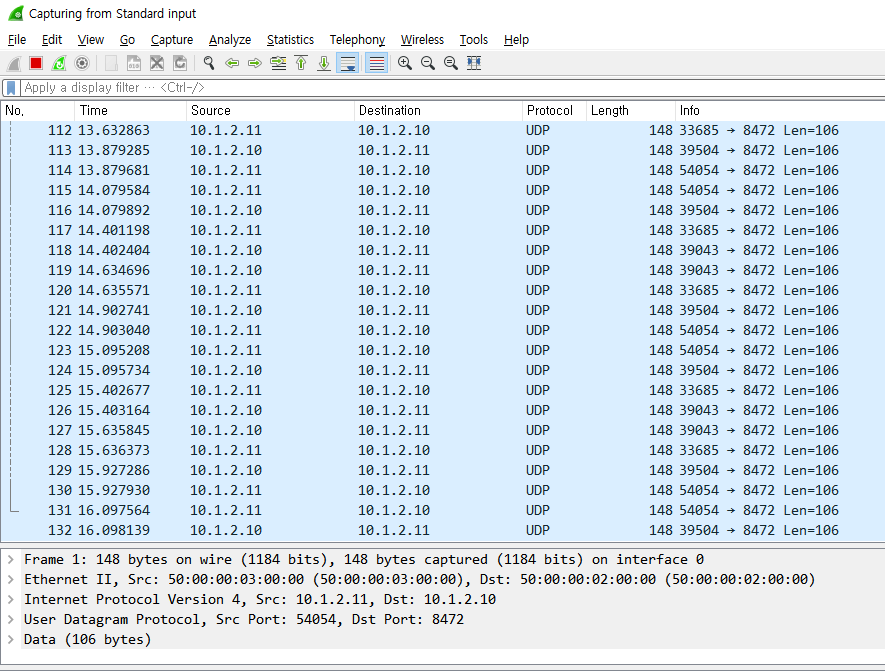 Capturing from Standard input
File Edit View Go Capture Analyze Statistics Telephony Wireless Tools Help
Apply a display filter ··· <Ctrl-/>
No. Time Source Destination Protocol Length Info
112 13.632863 10.1.2.11 10.1.2.10 UDP 148 33685 → 8472 Len=106
113 13.879285 10.1.2.10 10.1.2.11 UDP 148 39504 → 8472 Len=106
114 13.879681 10.1.2.11 10.1.2.10 UDP 148 54054 → 8472 Len=106
115 14.079584 10.1.2.11 10.1.2.10 UDP 148 54054 → 8472 Len=106
116 14.079892 10.1.2.10 10.1.2.11 UDP 148 39504 → 8472 Len=106
117 14.401198 10.1.2.11 10.1.2.10 UDP 148 33685 → 8472 Len=106
118 14.402404 10.1.2.10 10.1.2.11 UDP 148 39043 → 8472 Len=106
119 14.634696 10.1.2.10 10.1.2.11 UDP 148 39043 → 8472 Len=106
120 14.635571 10.1.2.11 10.1.2.10 UDP 148 33685 → 8472 Len=106
121 14.902741 10.1.2.10 10.1.2.11 UDP 148 39504 → 8472 Len=106
122 14.903040 10.1.2.11 10.1.2.10 UDP 148 54054 → 8472 Len=106
123 15.095208 10.1.2.11 10.1.2.10 UDP 148 54054 → 8472 Len=106
124 15.095734 10.1.2.10 10.1.2.11 UDP 148 39504 → 8472 Len=106
125 15.402677 10.1.2.11 10.1.2.10 UDP 148 33685 → 8472 Len=106
126 15.403164 10.1.2.10 10.1.2.11 UDP 148 39043 → 8472 Len=106
127 15.635845 10.1.2.10 10.1.2.11 UDP 148 39043 → 8472 Len=106
128 15.636373 10.1.2.11 10.1.2.10 UDP 148 33685 → 8472 Len=106
129 15.927286 10.1.2.10 10.1.2.11 UDP 148 39504 → 8472 Len=106
130 15.927930 10.1.2.11 10.1.2.10 UDP 148 54054 → 8472 Len=106
131 16.097564 10.1.2.11 10.1.2.10 UDP 148 54054 → 8472 Len=106
132 16.098139 10.1.2.10 10.1.2.11 UDP 148 39504 → 8472 Len=106
Frame 1: 148 bytes on wire (1184 bits), 148 bytes captured (1184 bits) on interface 0
Ethernet II, Src: 50:00:00:03:00:00 (50:00:00:03:00:00), Dst: 50:00:00:02:00:00 (50:00:00:02:00:00)
Internet Protocol Version 4, Src: 10.1.2.11, Dst: 10.1.2.10
User Datagram Protocol, Src Port: 54054, Dst Port: 8472
Data (106 bytes)